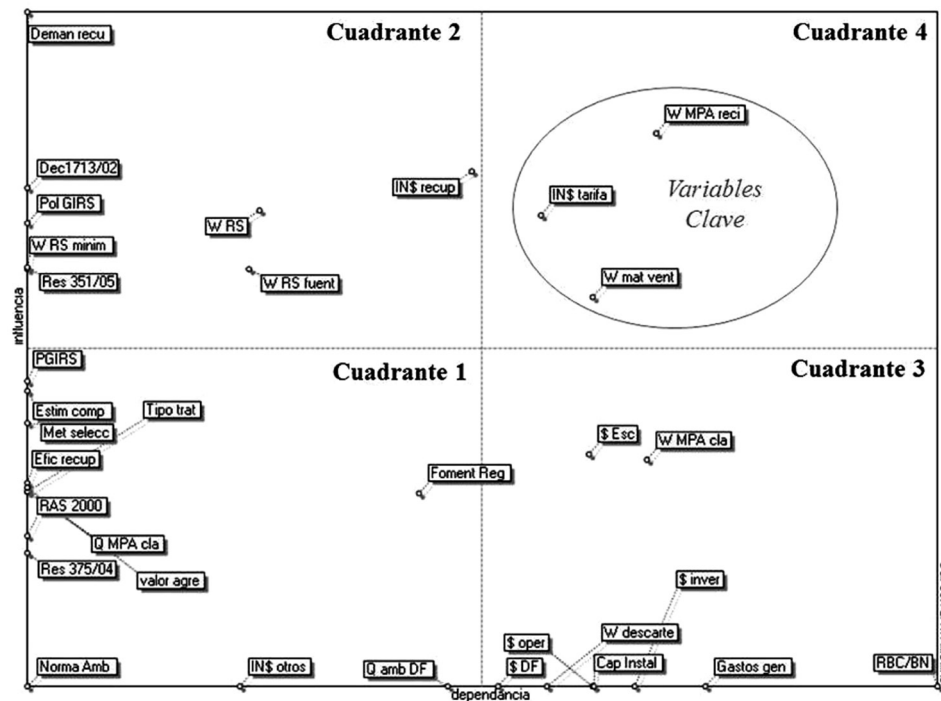 Deman recu
Cuadrante 2
Cuadrante 4
W MPA reci
Dec1713/02
IN$ recup
IN$ tarifa
Variables
Clave
Pol GIRS
W RS
W RS minim
Res 351/05
W RS fuent
W mat vent
influencia
PGIRS
Cuadrante 1
Cuadrante 3
Estim comp
Tipo trat
Met selecc
$ Esc
W MPA cla
Efic recup
Foment Reg
RAS 2000
Q MPA cla
Res 375/04
valor agre
$ inver
$ oper
W descarte
Norma Amb
IN$ otros
Q amb DF
$ DF
Cap Instal
Gastos gen
RBC/BN
dependancia